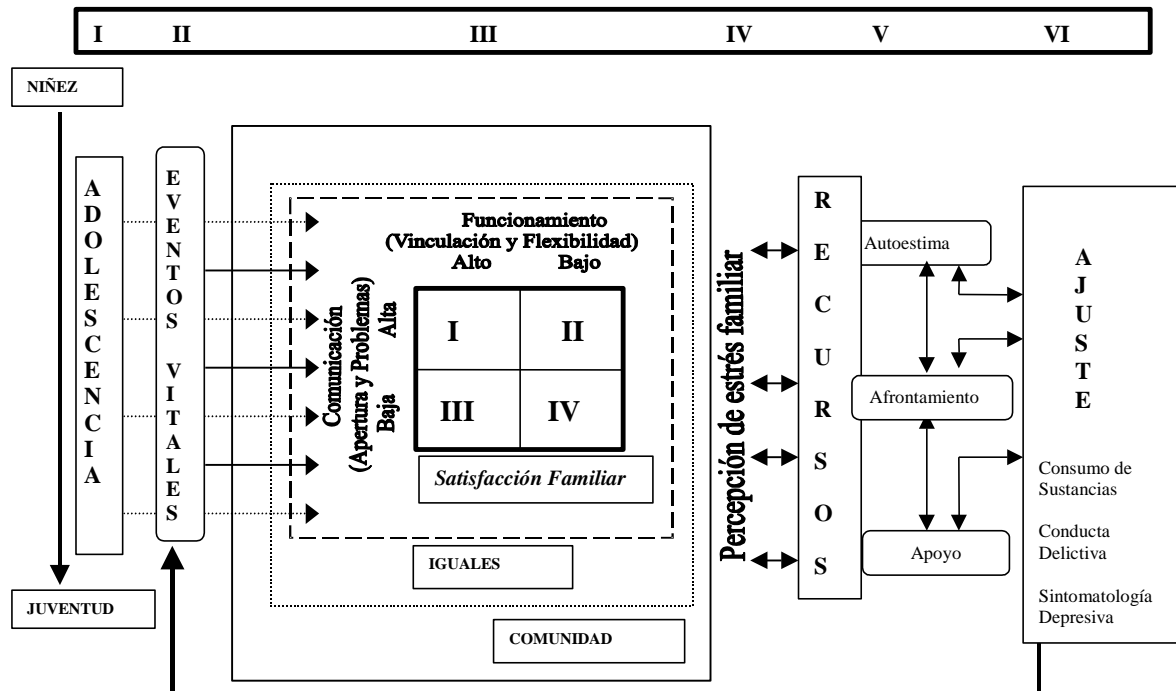 I II III IV V VI
NIÑEZ
ADOLESCENCIA
JUVENTUD
EVENTOS VITALES
Funcionamiento
(Vinculación y Flexibilidad)
Alto Bajo
Comunicación
(Apertura y Problemas)
Alta
Baja
I II
III IV
Satisfacción Familiar
IGUALES
COMUNIDAD
Percepción de estrés familiar
RECURSOS
Autoestima
Afrontamiento
Apoyo
AJUSTE
Consumo de
Sustancias
Conducta
Delictiva
Sintomatología
Depresiva